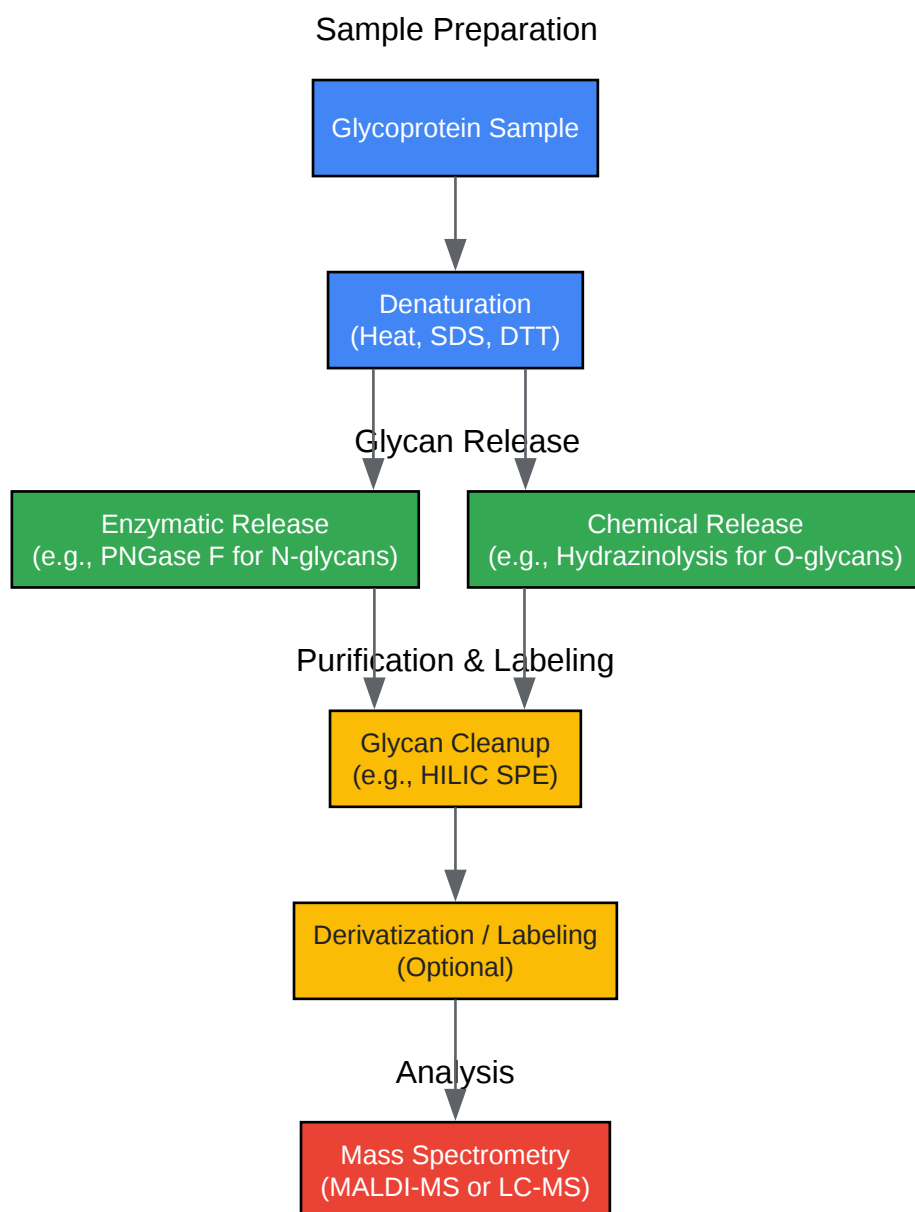 Sample Preparation
Glycoprotein Sample
Denaturation
(Heat, SDS, DTT)
Glycan Release
Enzymatic Release
(e.g., PNGase F for N-glycans)
Chemical Release
(e.g., Hydrazinolysis for O-glycans)
Purification & Labeling
Glycan Cleanup
(e.g., HILIC SPE)
Derivatization / Labeling
(Optional)
Analysis
Mass Spectrometry
(MALDI-MS or LC-MS)